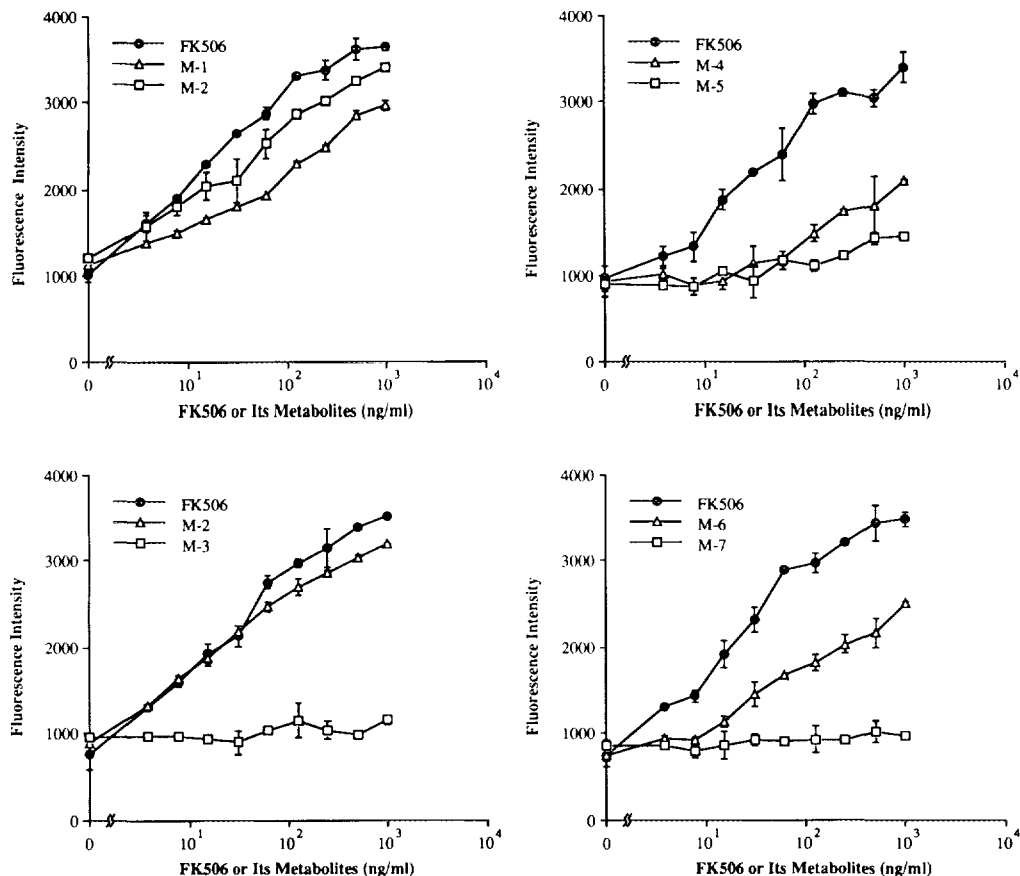 4000
3000
2000
1000
0
Fluorescence Intensity
FK506
M-1
M-2
0
10¹
10²
10³
10⁴
FK506 or Its Metabolites (ng/ml)
4000
3000
2000
1000
0
Fluorescence Intensity
FK506
M-4
M-5
0
10¹
10²
10³
10⁴
FK506 or Its Metabolites (ng/ml)
4000
3000
2000
1000
0
Fluorescence Intensity
FK506
M-2
M-3
0
10¹
10²
10³
10⁴
FK506 or Its Metabolites (ng/ml)
4000
3000
2000
1000
0
Fluorescence Intensity
FK506
M-6
M-7
0
10¹
10²
10³
10⁴
FK506 or Its Metabolites (ng/ml)